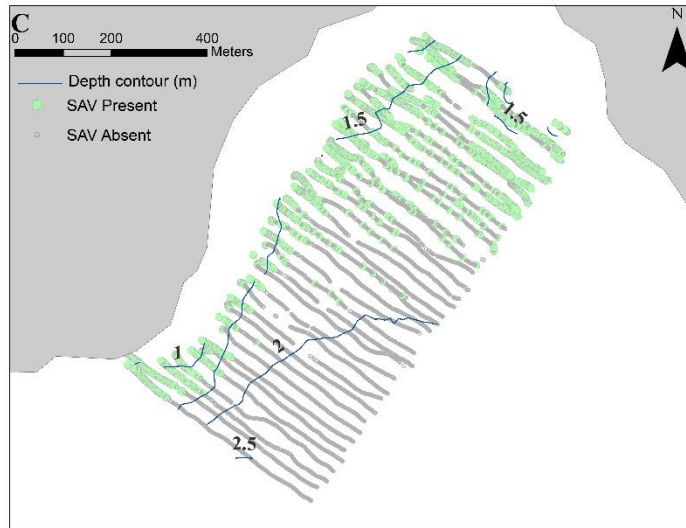 C
N
0 100 200 400
Meters
Depth contour (m)
SAV Present
SAV Absent
1.5
1.5
1
2
2.5